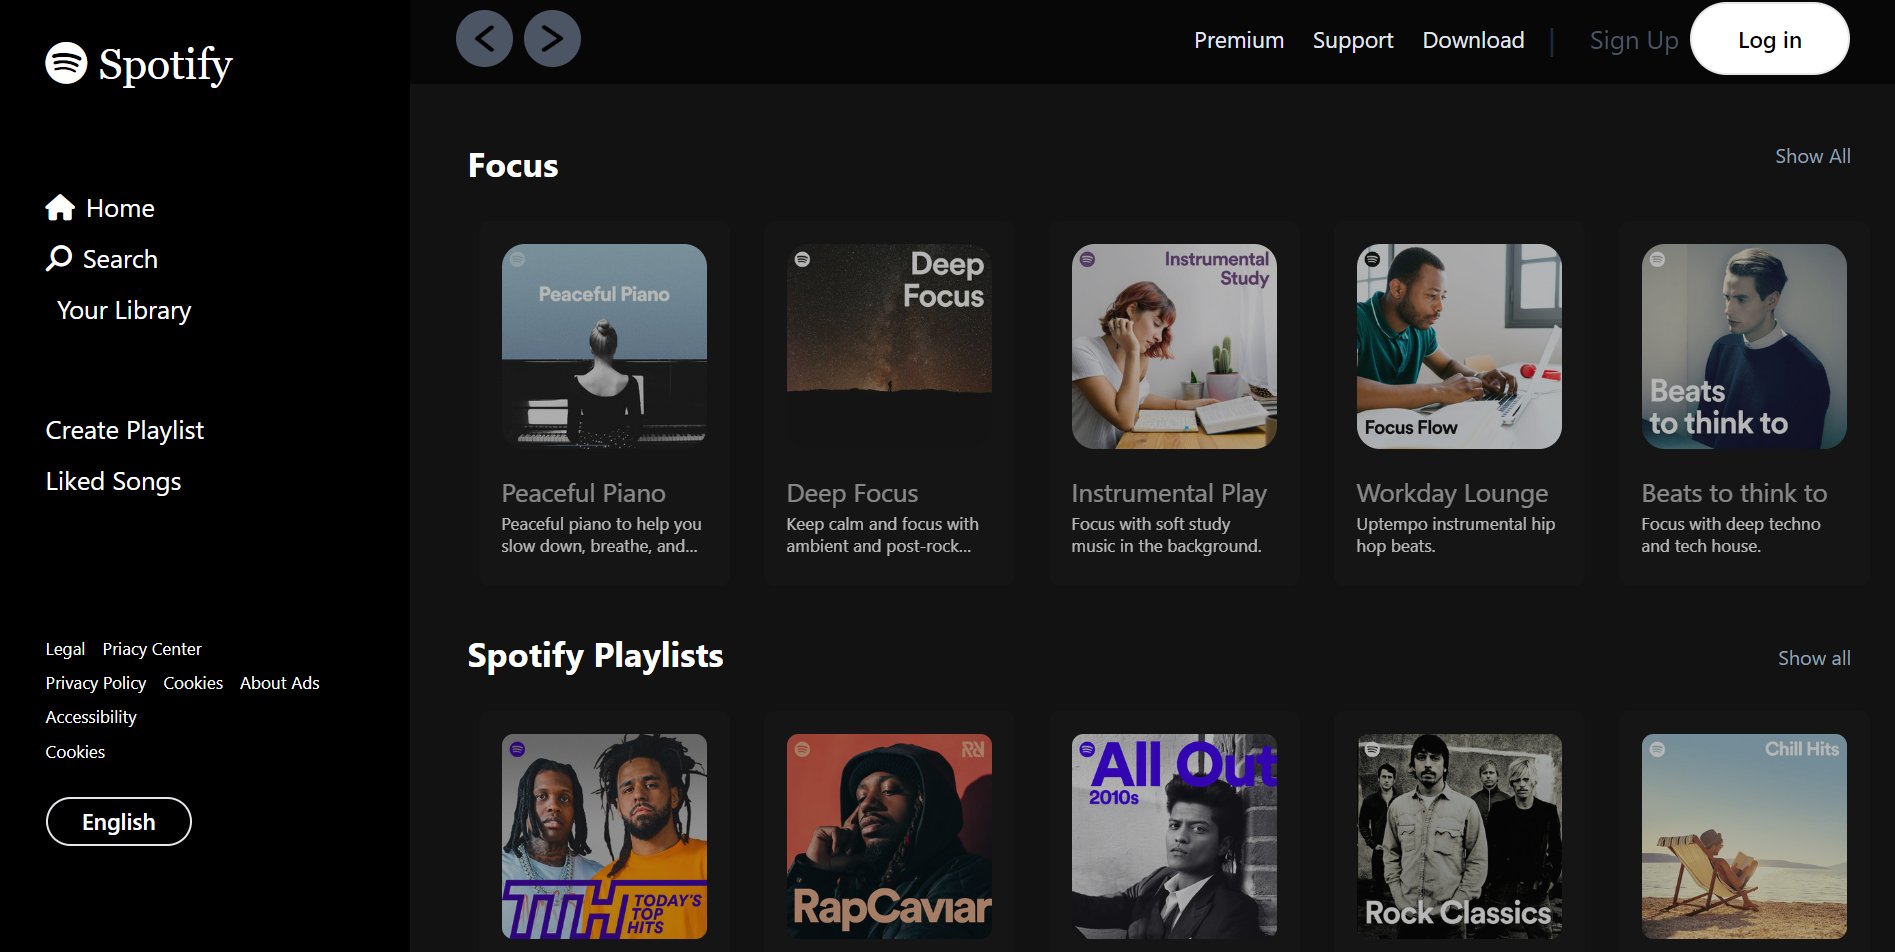 Spotify
Home
Search
Your Library
Create Playlist
Liked Songs
Legal Priacy Center
Privacy Policy Cookies About Ads
Accessibility
Cookies
English
Premium Support Download | Sign Up Log in
Focus
Show All
Peaceful Piano
Peaceful Piano
Peaceful piano to help you
slow down, breathe, and...
Deep
Focus
Deep Focus
Keep calm and focus with
ambient and post-rock...
Instrumental
Study
Instrumental Play
Focus with soft study
music in the background.
Focus Flow
Workday Lounge
Uptempo instrumental hip
hop beats.
Beats
to think to
Beats to think to
Focus with deep techno
and tech house.
Spotify Playlists
Show all
TTH
TODAY'S
TOP
HITS
RapCaviar
All Out
2010s
Rock Classics
Chill Hits